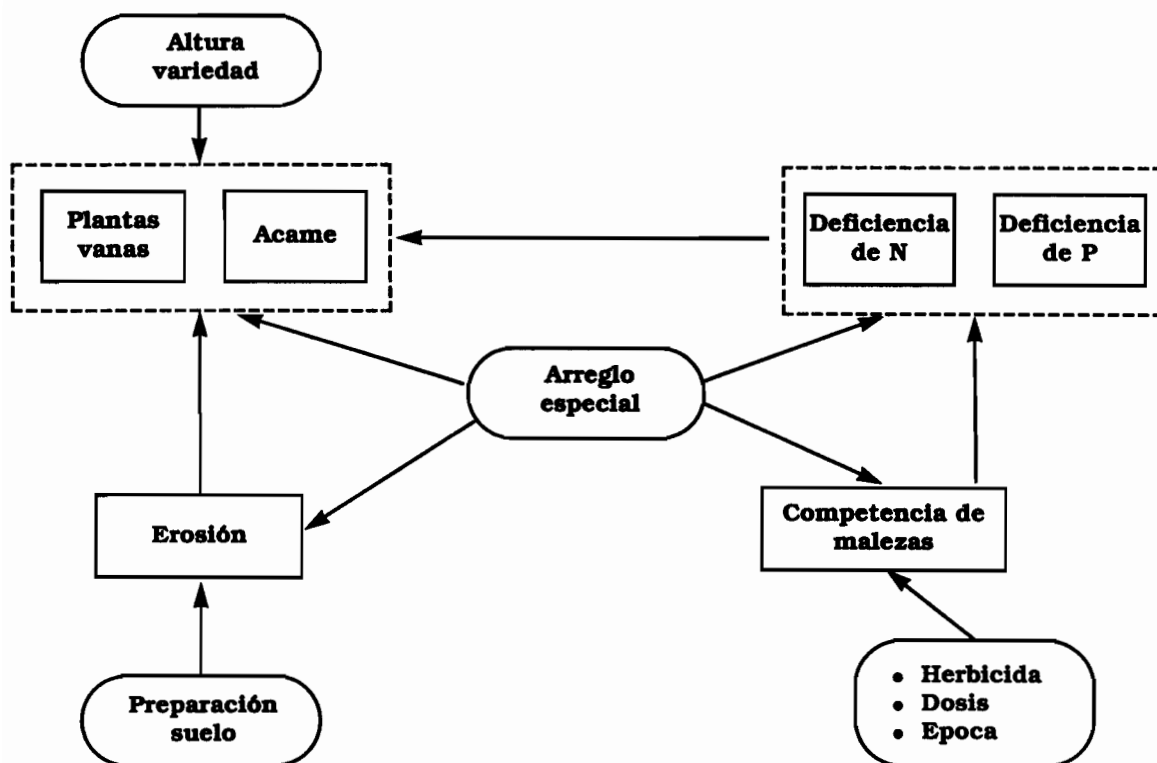 Altura
variedad
Plantas
vanas
Acame
Deficiencia
de N
Deficiencia
de P
Arreglo
especial
Erosión
Competencia de
malezas
Preparación
suelo
• Herbicida
• Dosis
• Epoca